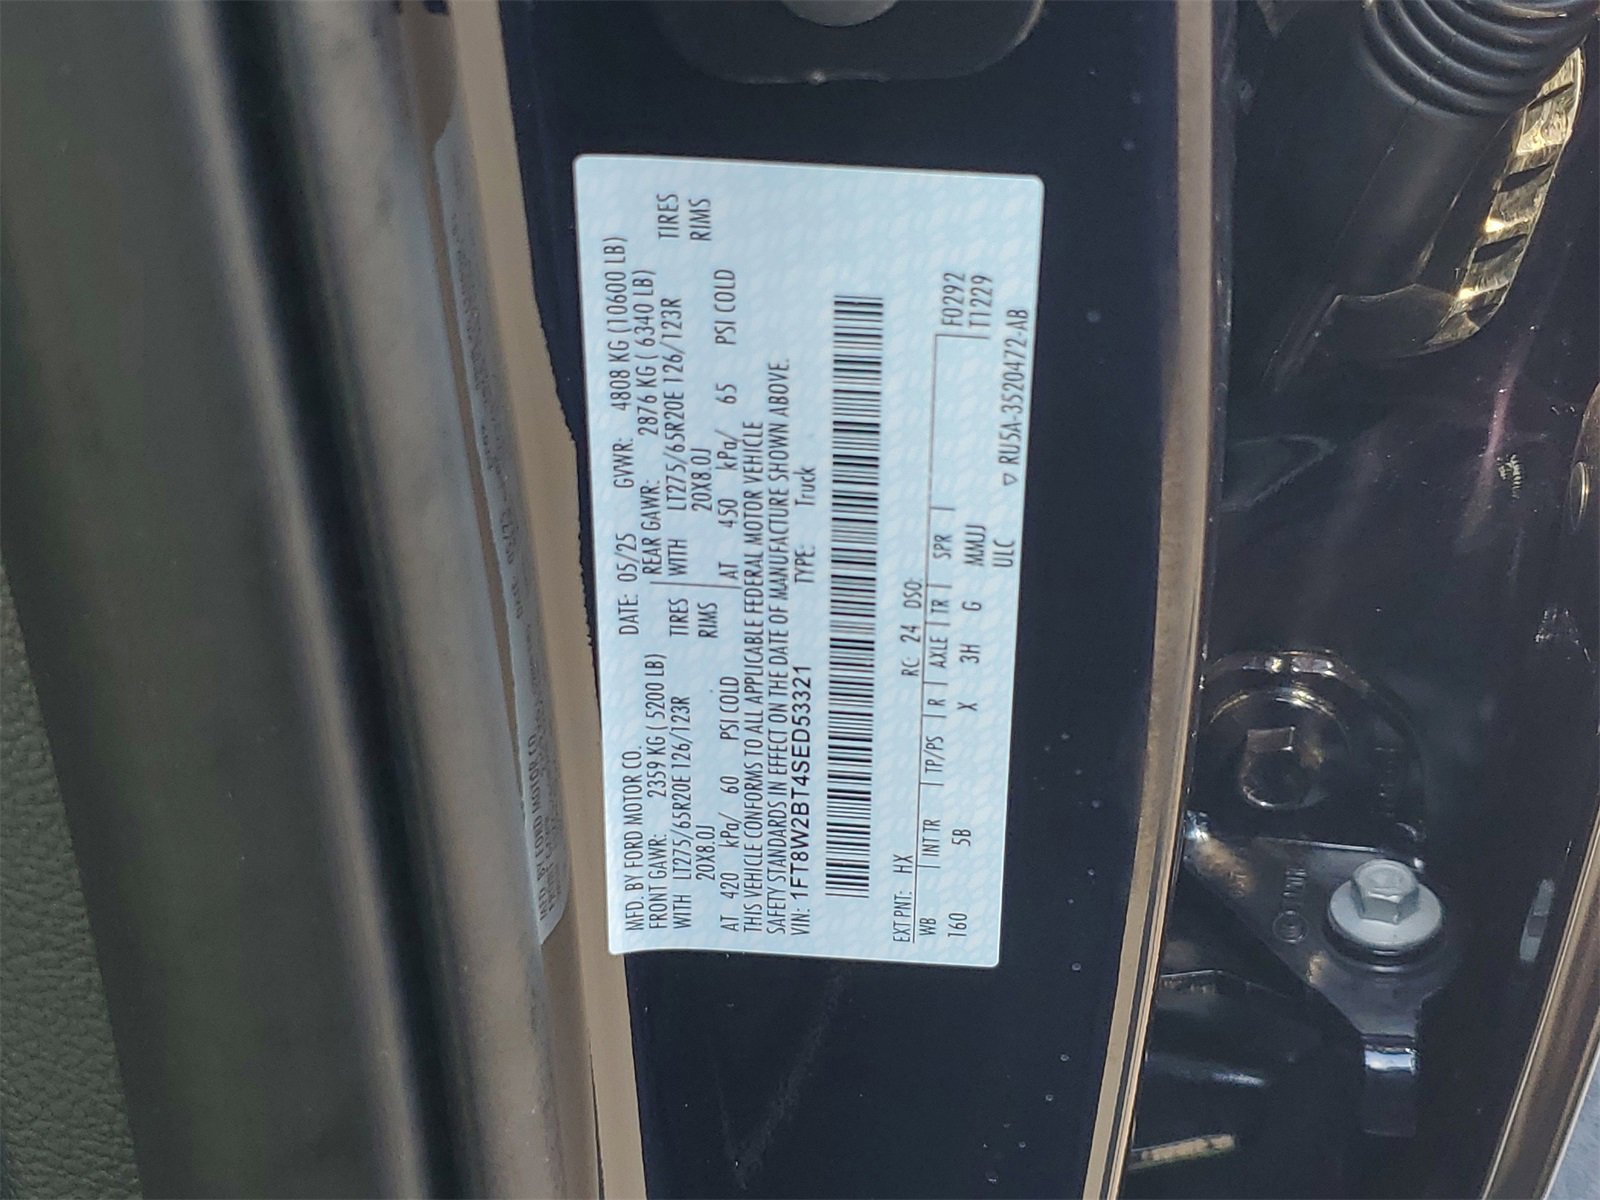 MFD. BY FORD MOTOR CO. DATE: 05/25 GVWR: 4808 KG (10600 LB)
FRONT GAWR: 2359 KG ( 5200 LB) REAR GAWR: 2876 KG ( 6340 LB)
WITH LT275/65R20E 126/123R TIRES WITH LT275/65R20E 126/123R TIRES
20X8.0J RIMS 20X8.0J RIMS
AT 420 kPa/ 60 PSI COLD AT 450 kPa/ 65 PSI COLD
THIS VEHICLE CONFORMS TO ALL APPLICABLE FEDERAL MOTOR VEHICLE
SAFETY STANDARDS IN EFFECT ON THE DATE OF MANUFACTURE SHOWN ABOVE.
VIN: 1FT8W2BT4SED53321 TYPE: Truck
EXT PNT: HX RC: 24 DSO:
WB INT TR TP/PS R AXLE TR SPR F0292
160 5B X 3H G MMUJ T1229
ULC ▽ RU5A-3520472-AB